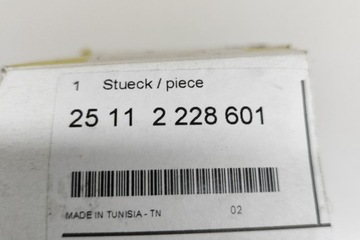 1 Stueck / piece
25 11 2 228 601
MADE IN TUNISIA - TN 02